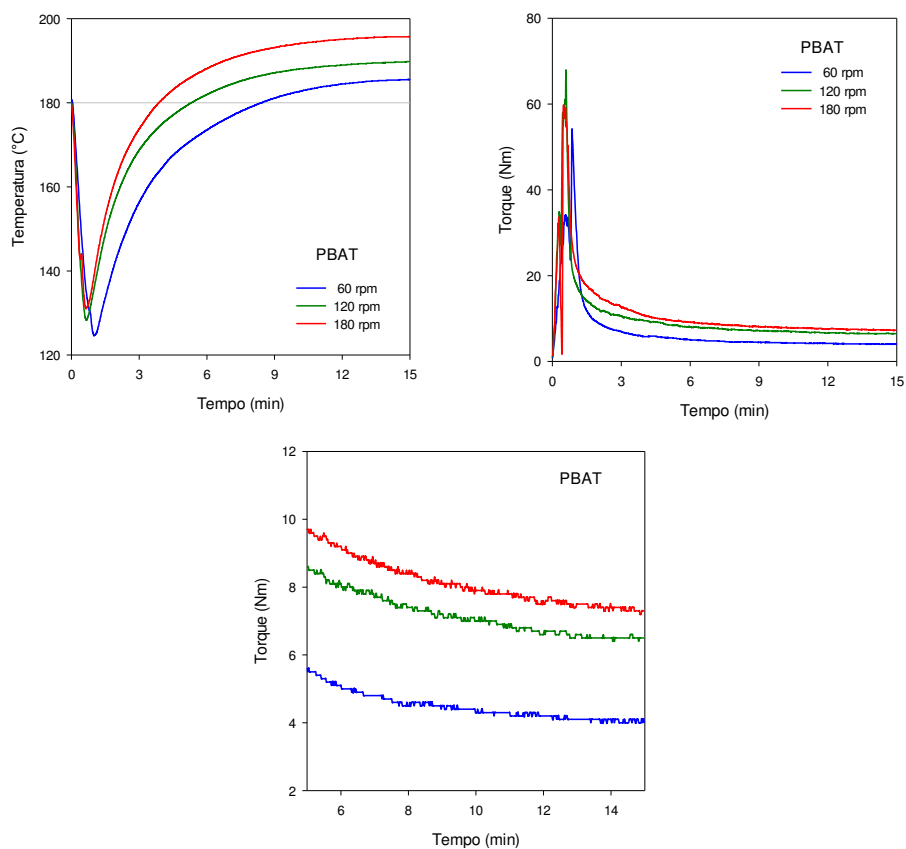 200
180
160
140
120
Temperatura (°C)
PBAT
60 rpm
120 rpm
180 rpm
0
3
6
9
12
15
Tempo (min)
80
60
40
20
0
Torque (Nm)
PBAT
60 rpm
120 rpm
180 rpm
0
3
6
9
12
15
Tempo (min)
12
10
8
6
4
2
Torque (Nm)
PBAT
6
8
10
12
14
Tempo (min)